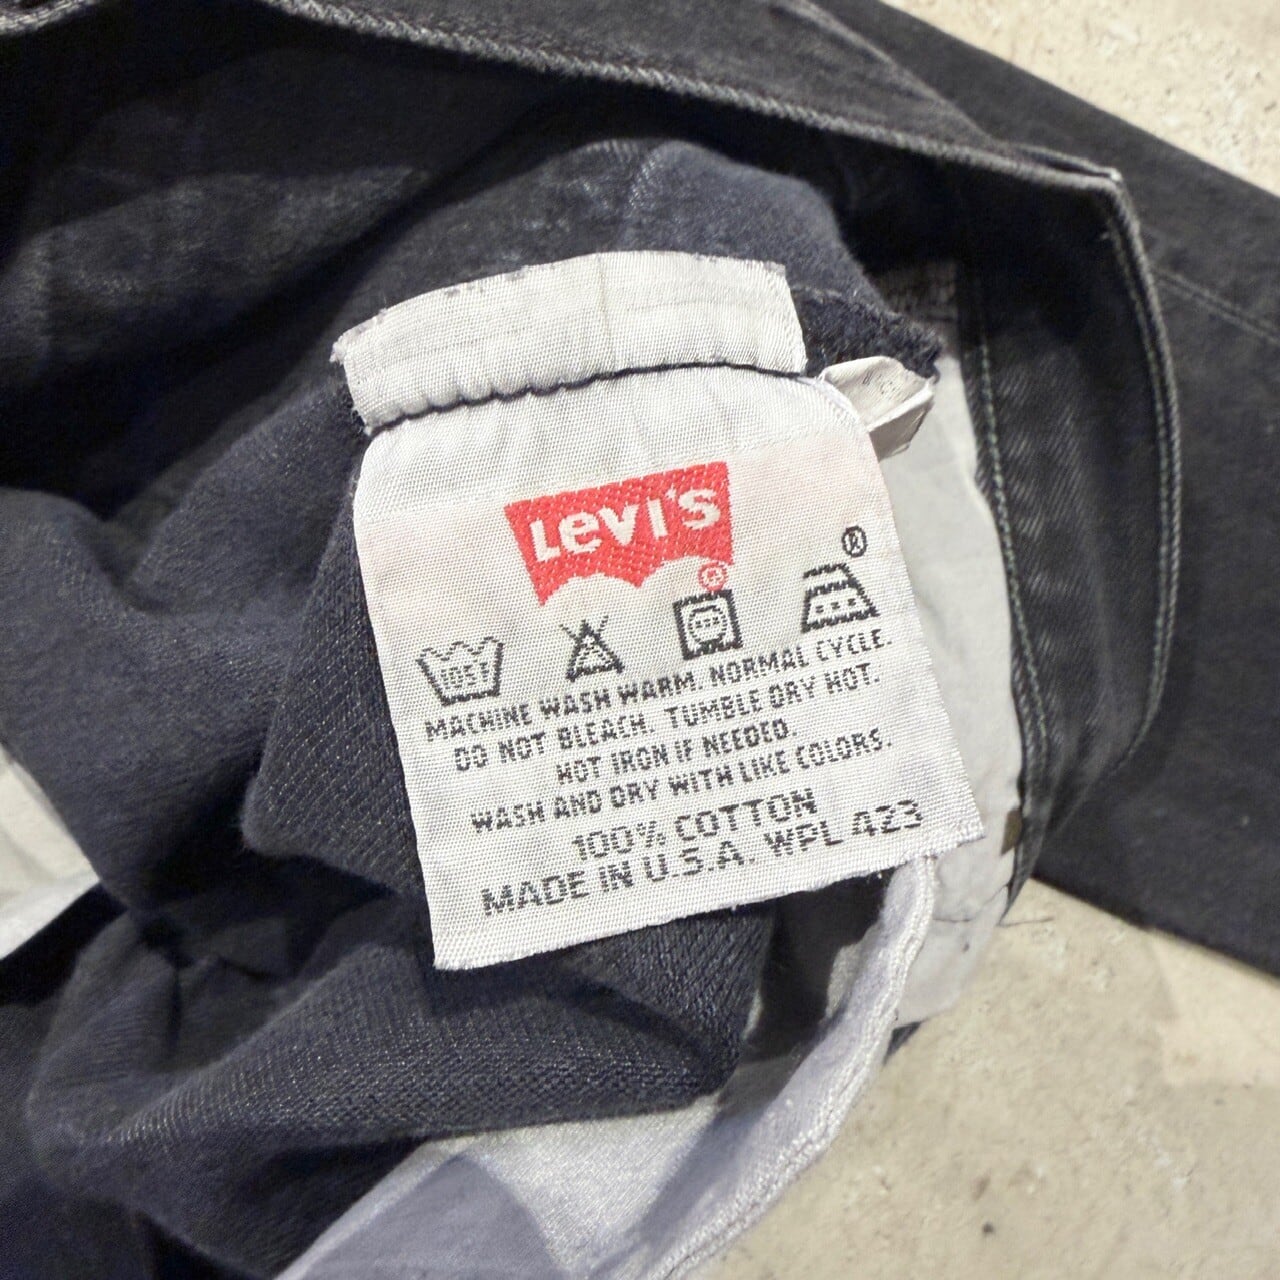 Levi's
®
®
105F
MACHINE WASH WARM. NORMAL CYCLE.
DO NOT BLEACH. TUMBLE DRY HOT.
HOT IRON IF NEEDED.
WASH AND DRY WITH LIKE COLORS.
100% COTTON
MADE IN U.S.A. WPL 423